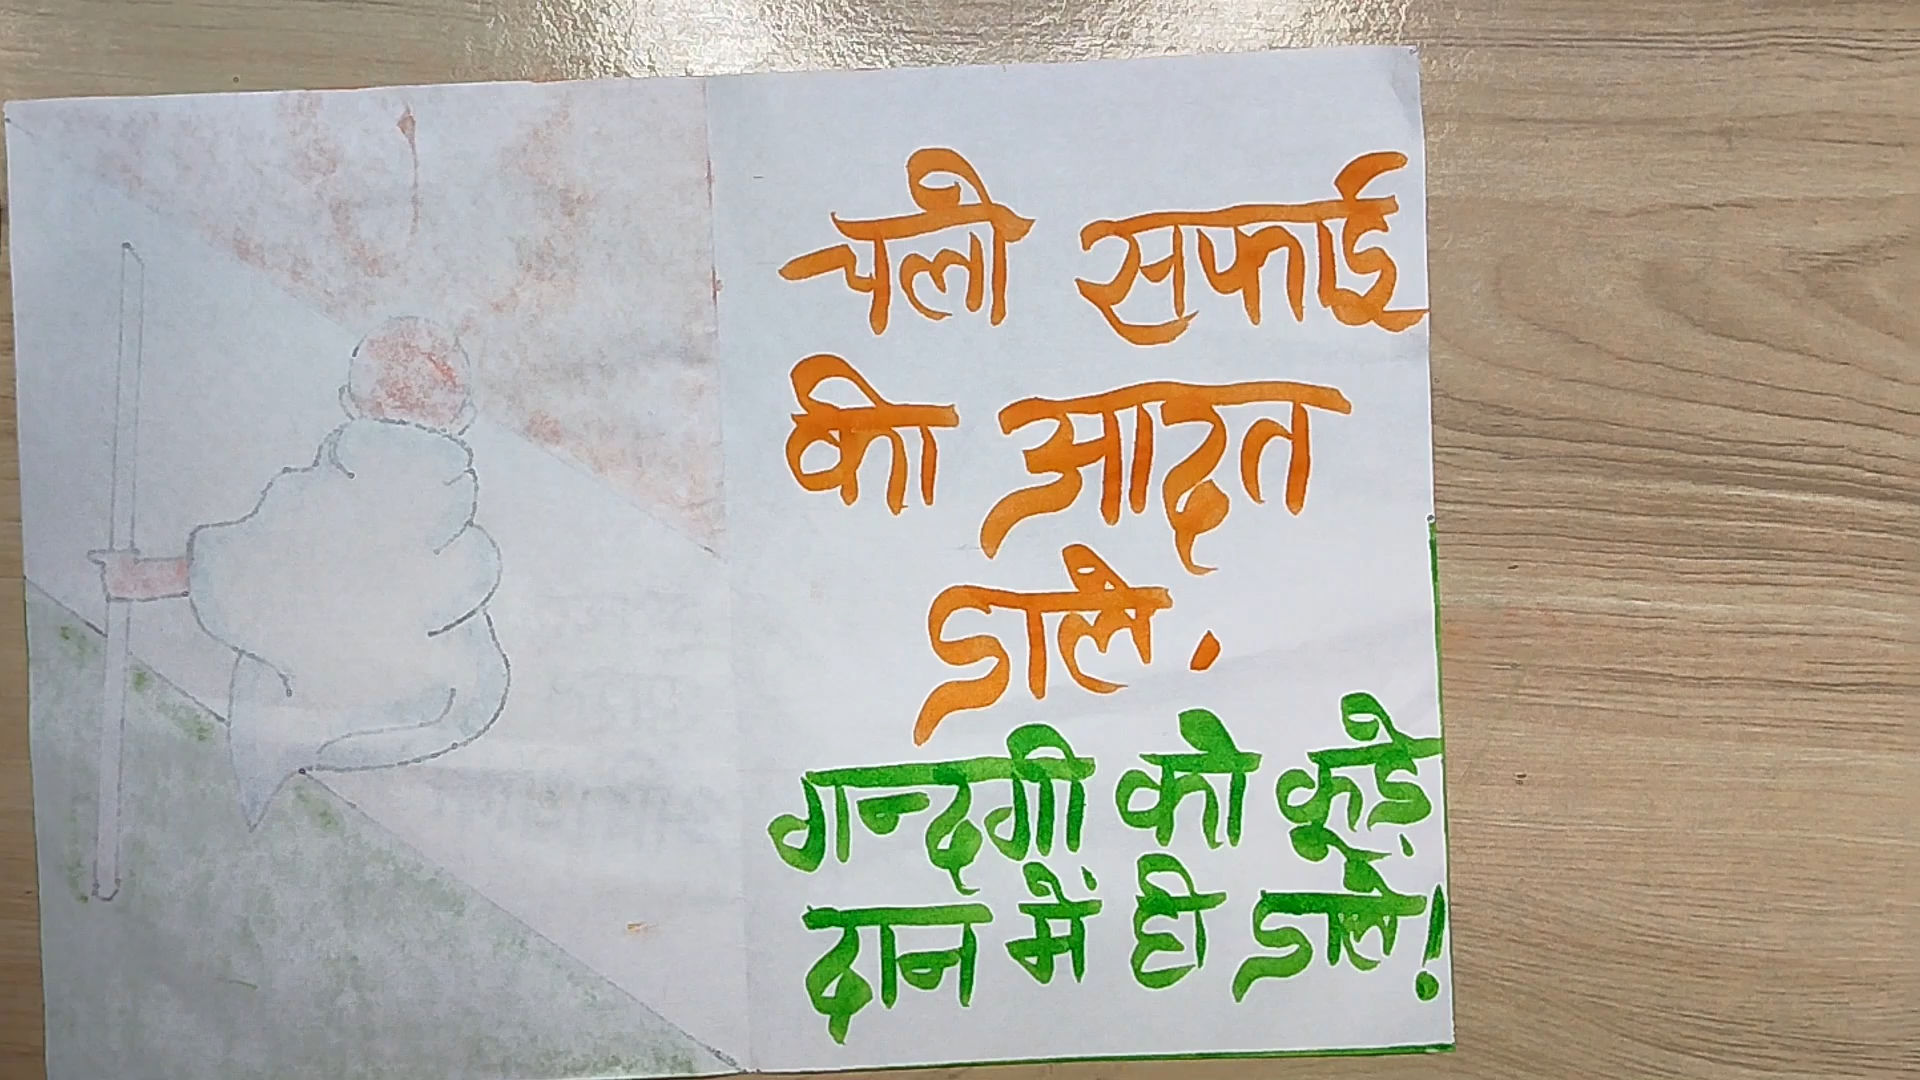 चलो सफाई
की आदत
डाले.
गन्दगी को कूड़े
दान में ही डाले!